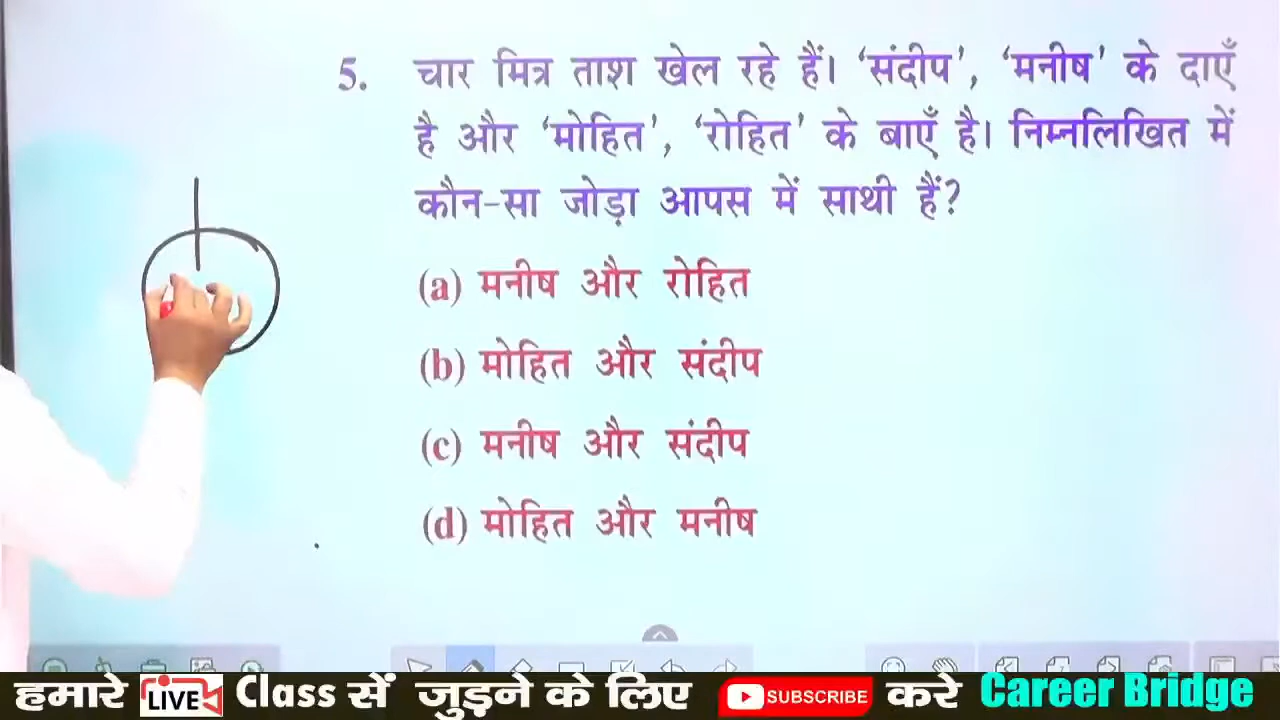 5. चार मित्र ताश खेल रहे हैं। ‘संदीप’, ‘मनीष’ के दाएँ
है और ‘मोहित’, ‘रोहित’ के बाएँ है। निम्नलिखित में
कौन-सा जोड़ा आपस में साथी हैं?
(a) मनीष और रोहित
(b) मोहित और संदीप
(c) मनीष और संदीप
(d) मोहित और मनीष
हमारे LIVE Class सें जुड़ने के लिए SUBSCRIBE करे Career Bridge